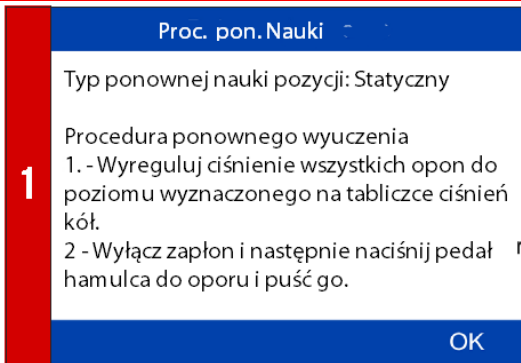 Proc. pon. Nauki
Typ ponownej nauki pozycji: Statyczny
Procedura ponownego wyuczenia
1. - Wyreguluj ciśnienie wszystkich opon do
poziomu wyznaczonego na tabliczce ciśnień
kół.
2 - Wyłącz zapłon i następnie naciśnij pedał
hamulca do oporu i puść go.
1
OK